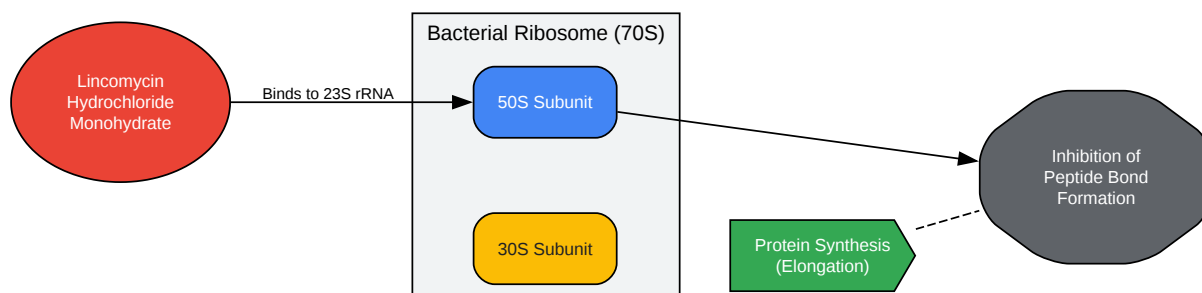 Lincomycin
Hydrochloride
Monohydrate
Binds to 23S rRNA
Bacterial Ribosome (70S)
50S Subunit
30S Subunit
Protein Synthesis
(Elongation)
Inhibition of
Peptide Bond
Formation